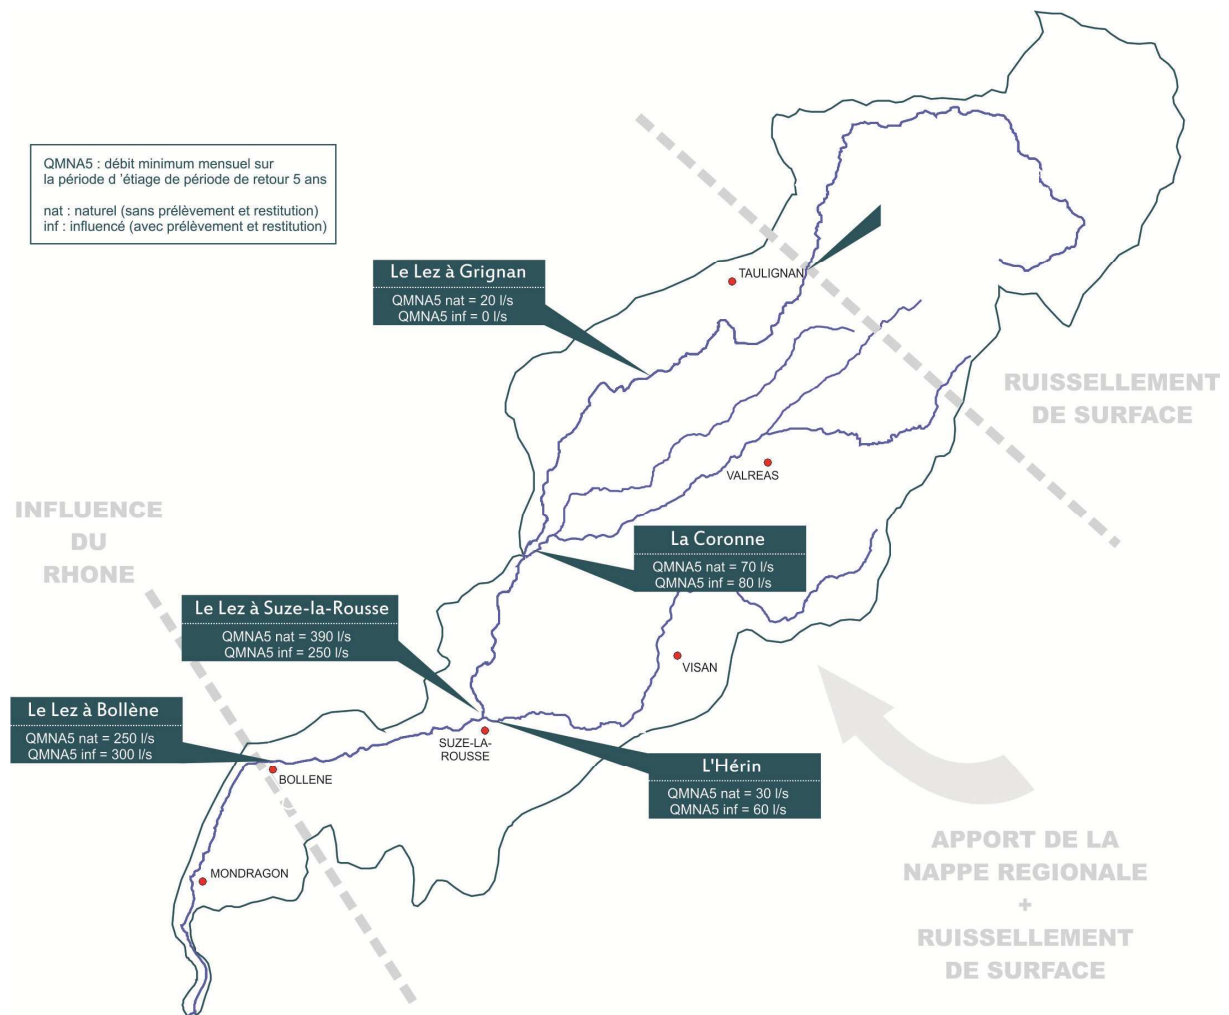 QMNA5 : débit minimum mensuel sur
la période d 'étiage de période de retour 5 ans
nat : naturel (sans prélèvement et restitution)
inf : influencé (avec prélèvement et restitution)
TAULIGNAN
Le Lez à Grignan
QMNA5 nat = 20 l/s
QMNA5 inf = 0 l/s
RUISSELLEMENT
DE SURFACE
VALREAS
INFLUENCE
DU
RHONE
La Coronne
QMNA5 nat = 70 l/s
QMNA5 inf = 80 l/s
Le Lez à Suze-la-Rousse
QMNA5 nat = 390 l/s
QMNA5 inf = 250 l/s
VISAN
Le Lez à Bollène
QMNA5 nat = 250 l/s
QMNA5 inf = 300 l/s
SUZE-LA-
ROUSSE
BOLLENE
L'Hérin
QMNA5 nat = 30 l/s
QMNA5 inf = 60 l/s
MONDRAGON
APPORT DE LA
NAPPE REGIONALE
+
RUISSELLEMENT
DE SURFACE